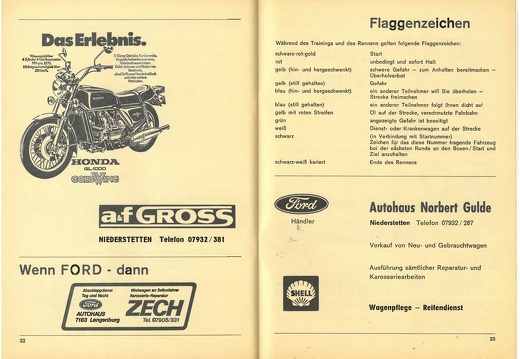 Das Erlebnis.
HONDA
GL1000
GOLDWING
a&f GROSS
NIEDERSTETTEN Telefon 07932/381
Wenn FORD - dann
Abschleppdienst
Tag und Nacht
Ford
AUTOHAUS
7183 Langenburg
Mietwagen an Selbstfahrer
Karosserie-Reparatur
ZECH
Tel. 07905/331
32
Flaggenzeichen
Während des Trainings und des Rennens gelten folgende Flaggenzeichen:
schwarz-rot-gold Start
rot unbedingt und sofort Halt
gelb (hin- und hergeschwenkt) schwere Gefahr — zum Anhalten bereitmachen —
Überholverbot
gelb (still gehalten) Gefahr
blau (hin- und hergeschwenkt) ein anderer Teilnehmer will Sie überholen —
Strecke freimachen
blau (still gehalten) ein anderer Teilnehmer folgt Ihnen dicht auf
gelb mit roten Streifen Öl auf der Strecke, verschmutzte Fahrbahn
grün angezeigte Gefahr ist beseitigt
weiß Dienst- oder Krankenwagen auf der Strecke
schwarz (in Verbindung mit Startnummer)
Zeichen für das diese Nummer tragende Fahrzeug
bei der nächsten Runde an den Boxen/Start und
Ziel anzuhalten
schwarz-weiß kariert Ende des Rennens
Ford
Händler
Autohaus Norbert Gulde
Niederstetten Telefon 07932/287
Verkauf von Neu- und Gebrauchtwagen
Ausführung sämtlicher Reparatur- und
Karosseriearbeiten
SHELL
Wagenpflege – Reifendienst
33